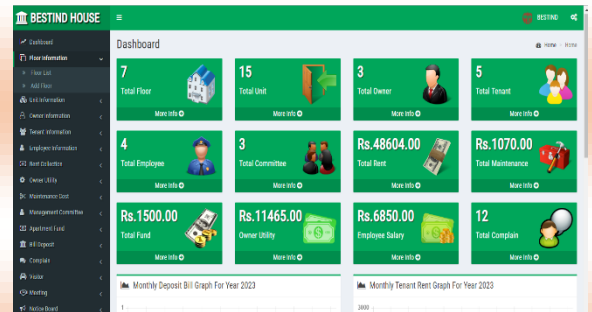 BESTIND HOUSE
BESTIND
Dashboard
Floor Information
Floor List
Add Floor
Unit Information
Owner Information
Tenant Information
Employee Information
Rent Collection
Owner Utility
Maintenance Cost
Management Committee
Apartment Fund
Bill Deposit
Complain
Visitor
Meeting
Notice Board
Dashboard
Home - Home
7
Total Floor
More Info
15
Total Unit
More Info
3
Total Owner
More Info
5
Total Tenant
More Info
4
Total Employee
More Info
3
Total Committee
More Info
Rs.48604.00
Total Rent
More Info
Rs.1070.00
Total Maintenance
More Info
Rs.1500.00
Total Fund
More Info
Rs.11465.00
Owner Utility
More Info
Rs.6850.00
Employee Salary
More Info
12
Total Complain
More Info
Monthly Deposit Bill Graph For Year 2023
1
Monthly Tenant Rent Graph For Year 2023
3000